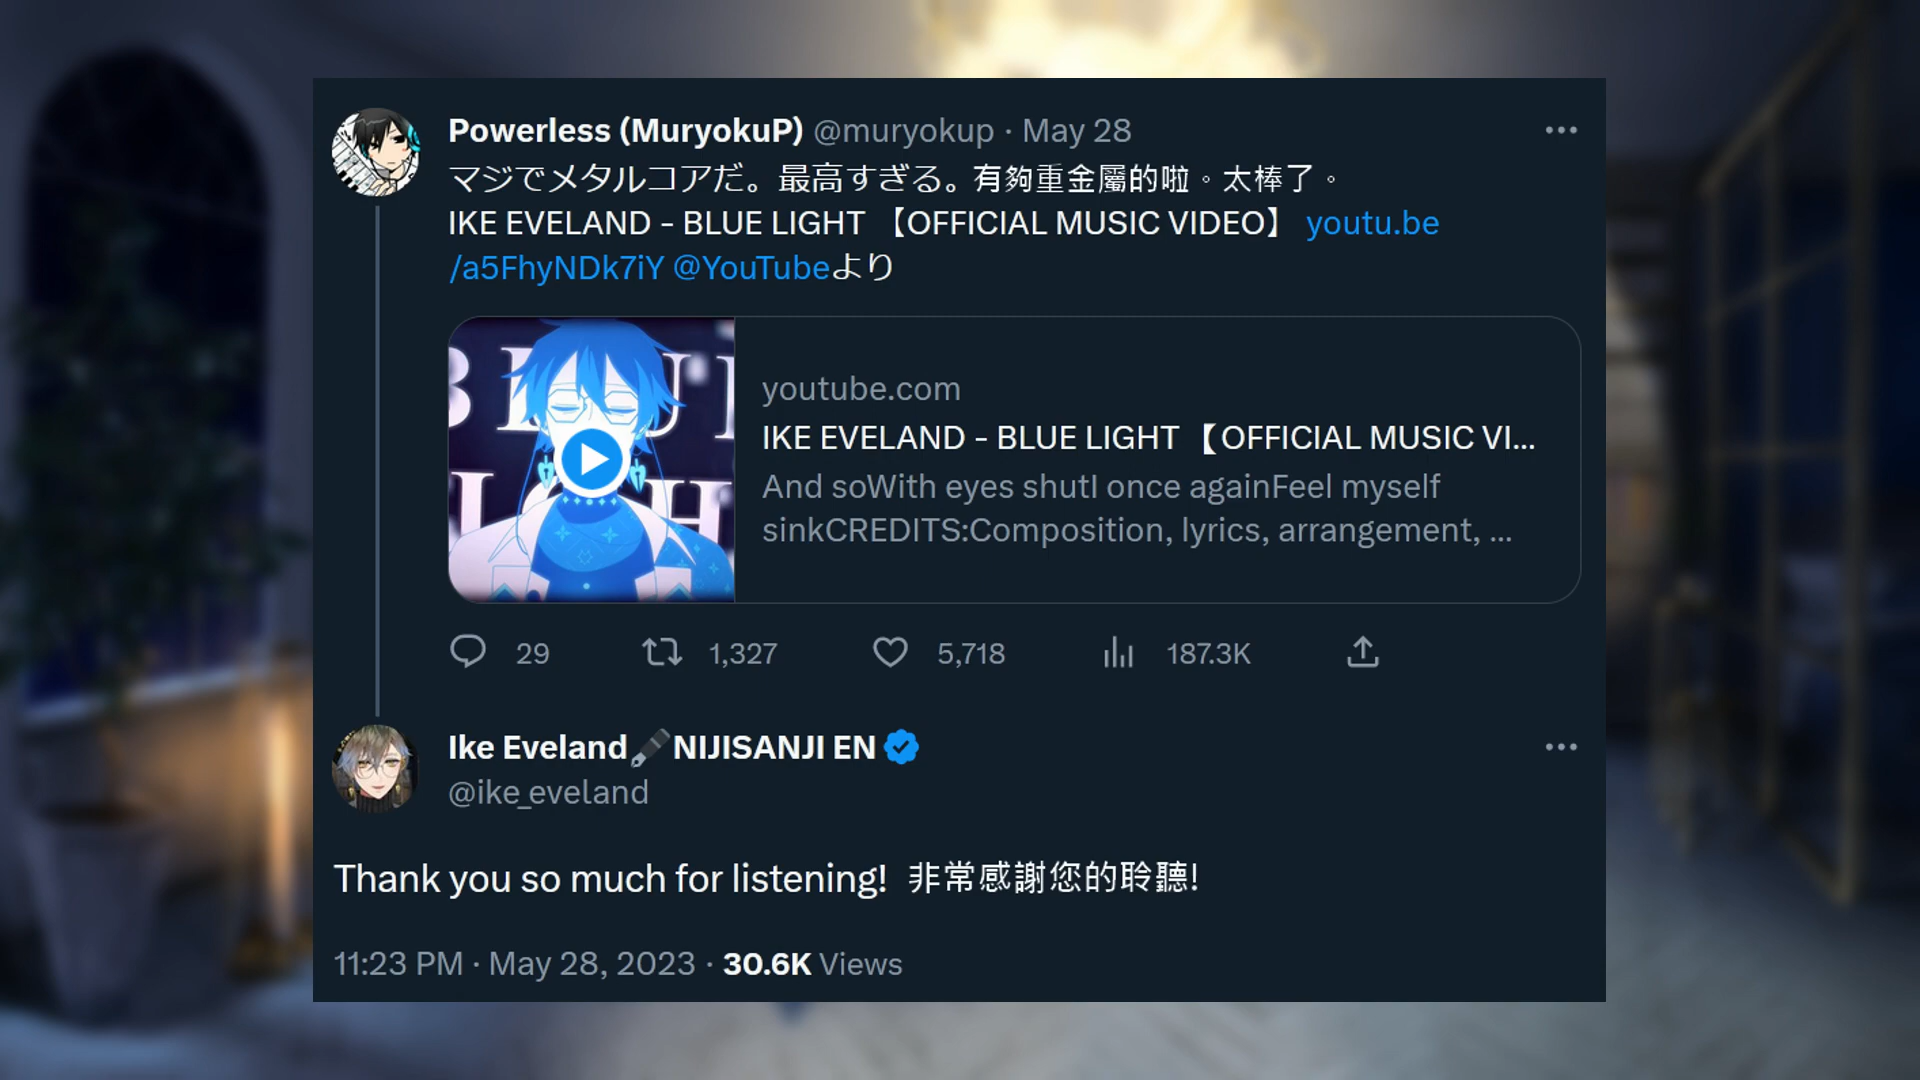 Powerless (MuryokuP) @muryokup · May 28
マジでメタルコアだ。最高すぎる。有夠重金屬的啦。太棒了。
IKE EVELAND - BLUE LIGHT 【OFFICIAL MUSIC VIDEO】 youtu.be
/a5FhyNDk7iY @YouTubeより
youtube.com
IKE EVELAND - BLUE LIGHT 【OFFICIAL MUSIC VI...
And soWith eyes shutI once againFeel myself
sinkCREDITS:Composition, lyrics, arrangement, ...
29 1,327 5,718 187.3K
Ike Eveland🖋NIJISANJI EN
@ike_eveland
Thank you so much for listening! 非常感謝您的聆聽!
11:23 PM · May 28, 2023 · 30.6K Views